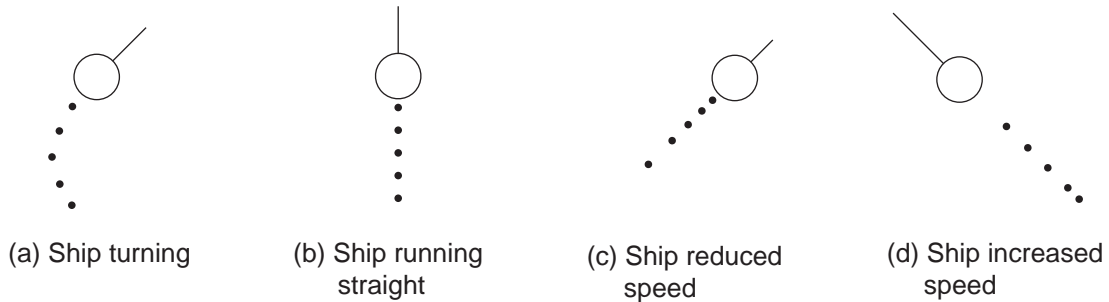 (a) Ship turning
(b) Ship running
straight
(c) Ship reduced
speed
(d) Ship increased
speed